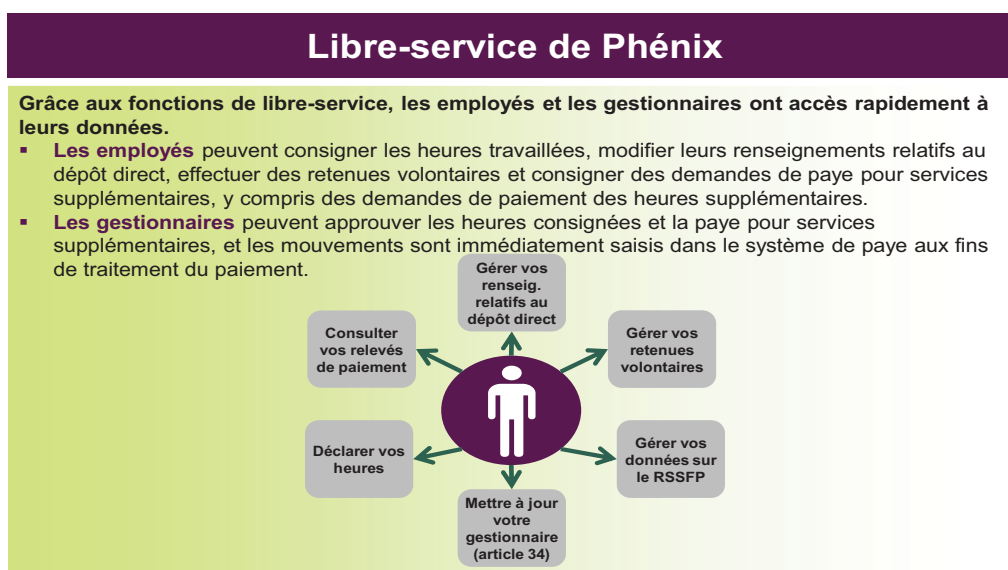 Libre-service de Phénix
Grâce aux fonctions de libre-service, les employés et les gestionnaires ont accès rapidement à
leurs données.
▪ Les employés peuvent consigner les heures travaillées, modifier leurs renseignements relatifs au
dépôt direct, effectuer des retenues volontaires et consigner des demandes de paye pour services
supplémentaires, y compris des demandes de paiement des heures supplémentaires.
▪ Les gestionnaires peuvent approuver les heures consignées et la paye pour services
supplémentaires, et les mouvements sont immédiatement saisis dans le système de paye aux fins
de traitement du paiement.
Gérer vos
renseig.
relatifs au
dépôt direct
Consulter
vos relevés
de paiement
Gérer vos
retenues
volontaires
Déclarer vos
heures
Gérer vos
données sur
le RSSFP
Mettre à jour
votre
gestionnaire
(article 34)